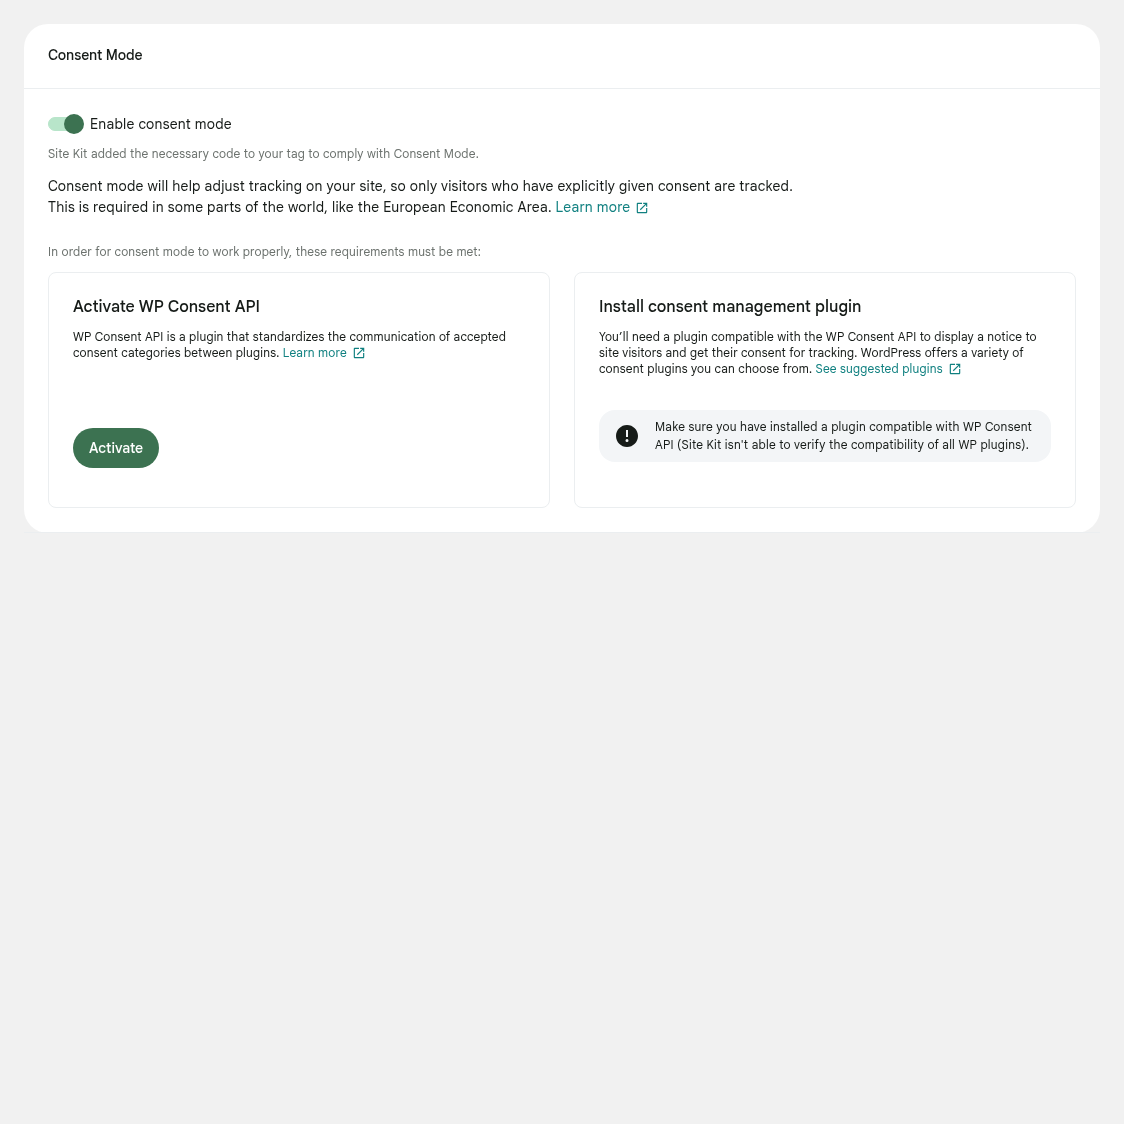 Consent Mode
Enable consent mode
Site Kit added the necessary code to your tag to comply with Consent Mode.
Consent mode will help adjust tracking on your site, so only visitors who have explicitly given consent are tracked.
This is required in some parts of the world, like the European Economic Area. Learn more
In order for consent mode to work properly, these requirements must be met:
Activate WP Consent API
WP Consent API is a plugin that standardizes the communication of accepted
consent categories between plugins. Learn more
Activate
Install consent management plugin
You’ll need a plugin compatible with the WP Consent API to display a notice to
site visitors and get their consent for tracking. WordPress offers a variety of
consent plugins you can choose from. See suggested plugins
Make sure you have installed a plugin compatible with WP Consent
API (Site Kit isn't able to verify the compatibility of all WP plugins).